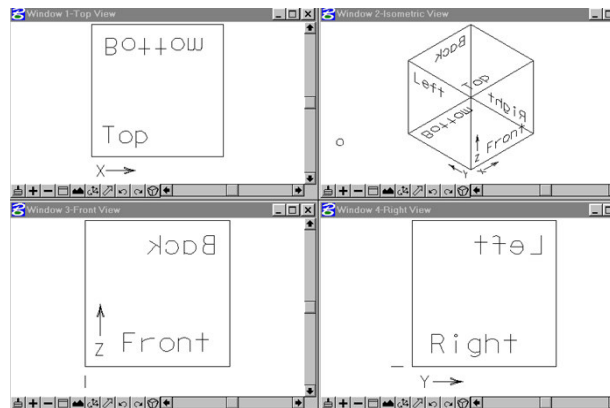 Window 1-Top View
Bottom
Top
X
Window 2-Isometric View
Back
Left
Top
Right
Bottom
Front
Z
Y
X
Window 3-Front View
Back
Z
Front
Window 4-Right View
Left
Right
Y